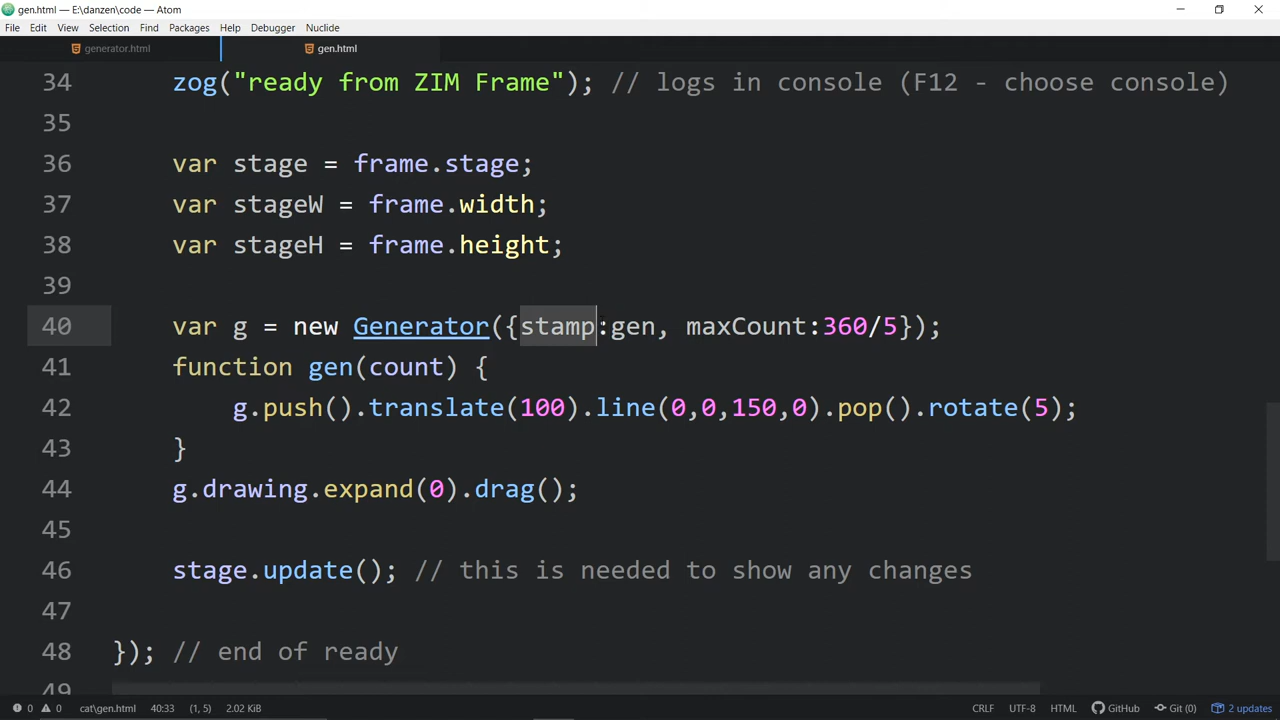 gen.html — E:\danzen\code — Atom
File Edit View Selection Find Packages Help Debugger Nuclide
generator.html gen.html
34 zog("ready from ZIM Frame"); // logs in console (F12 - choose console)
35
36 var stage = frame.stage;
37 var stageW = frame.width;
38 var stageH = frame.height;
39
40 var g = new Generator({stamp:gen, maxCount:360/5});
41 function gen(count) {
42 g.push().translate(100).line(0,0,150,0).pop().rotate(5);
43 }
44 g.drawing.expand(0).drag();
45
46 stage.update(); // this is needed to show any changes
47
48 }); // end of ready
49
0 0 cat\gen.html 40:33 (1, 5) 2.02 KiB CRLF UTF-8 HTML GitHub Git (0) 2 updates